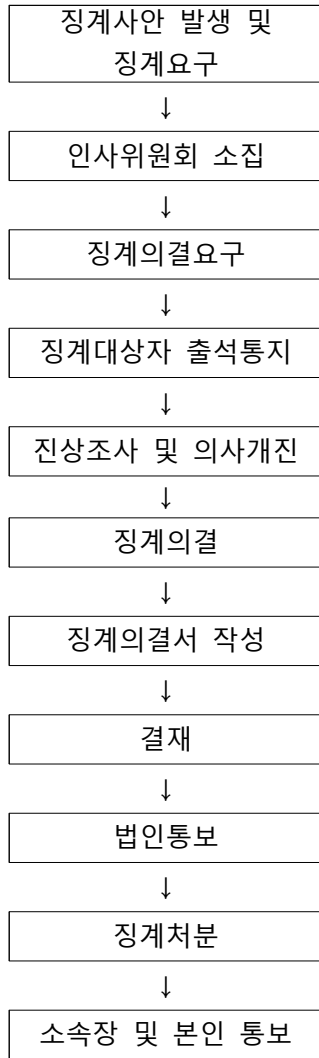 징계사안 발생 및
징계요구
↓
인사위원회 소집
↓
징계의결요구
↓
징계대상자 출석통지
↓
진상조사 및 의사개진
↓
징계의결
↓
징계의결서 작성
↓
결재
↓
법인통보
↓
징계처분
↓
소속장 및 본인 통보